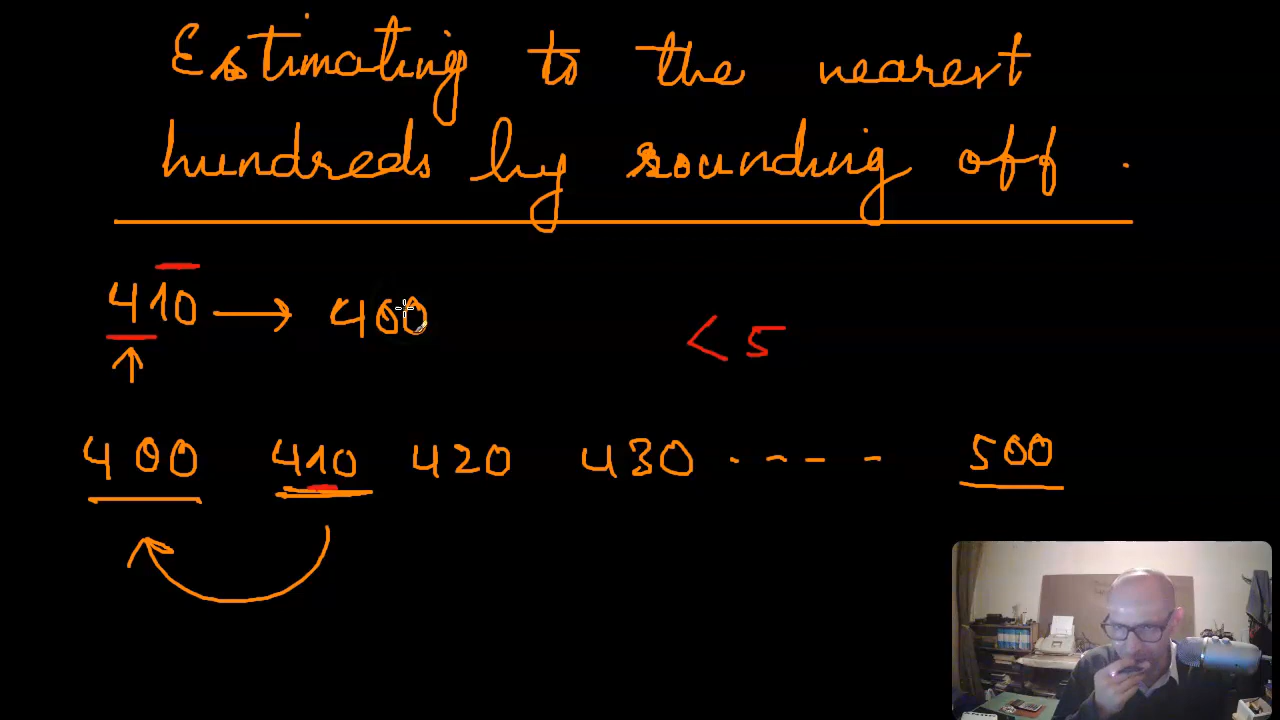 Estimating to the nearest
hundreds by rounding off .
410 → 400
< 5
400 410 420 430 ---- 500